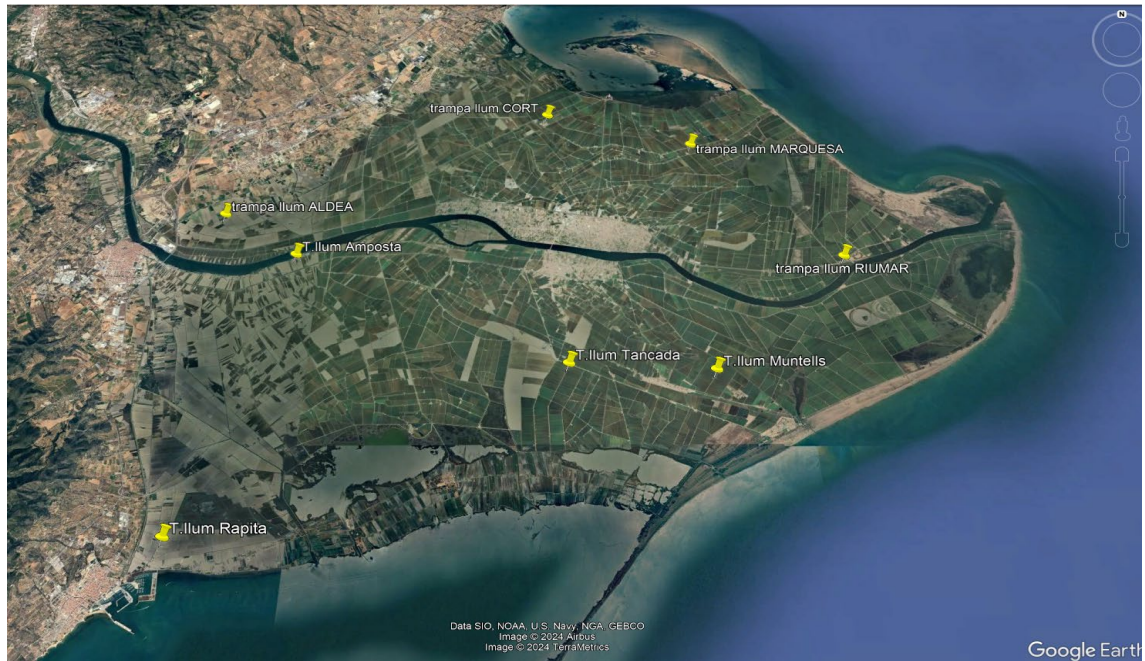 N
trampa llum CORT
trampa llum MARQUESA
trampa llum ALDEA
T.llum Amposta
trampa llum RIUMAR
T.llum Tancada
T.llum Muntells
T.llum Rapita
Data SIO, NOAA, U.S. Navy, NGA, GEBCO
Image © 2024 Airbus
Image © 2024 TerraMetrics
Google Earth